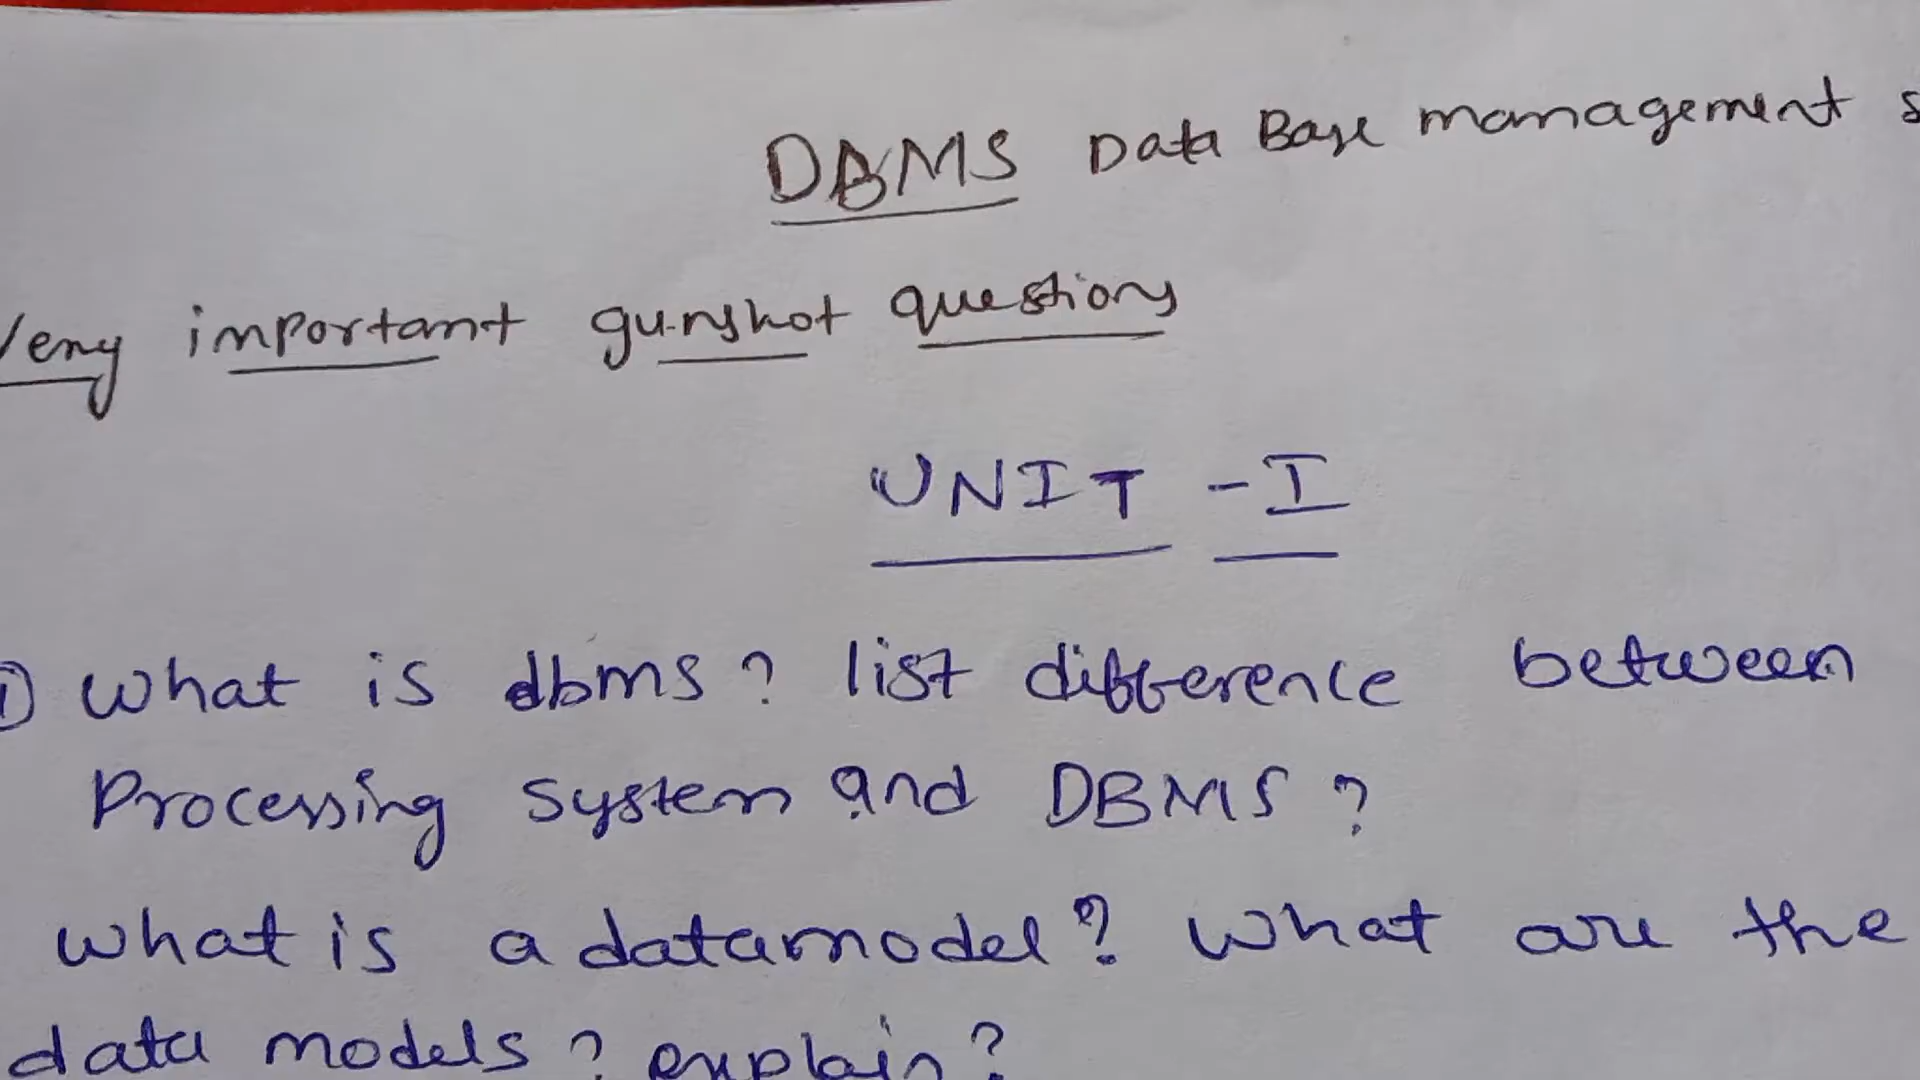 DBMS Data Base management s
Very important gunshot questions
UNIT - I
1) What is dbms? list difference between
Processing system and DBMS?
what is a datamodel? What are the
data models? explain?